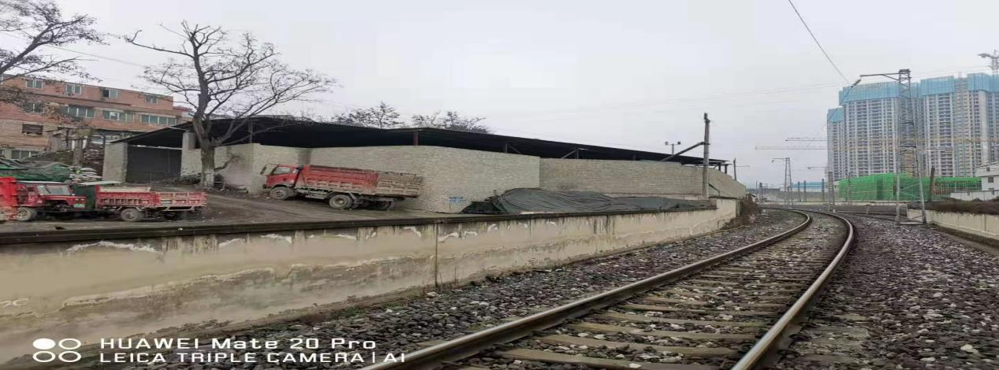 HUAWEI Mate 20 Pro
LEICA TRIPLE CAMERA | AI